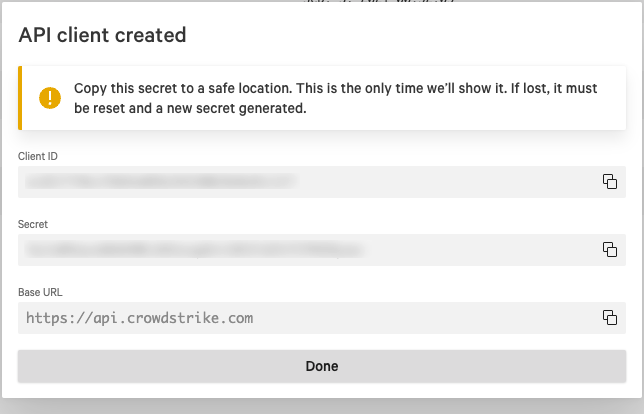 API client created
Copy this secret to a safe location. This is the only time we'll show it. If lost, it must
be reset and a new secret generated.
Client ID
Secret
Base URL
https://api.crowdstrike.com
Done